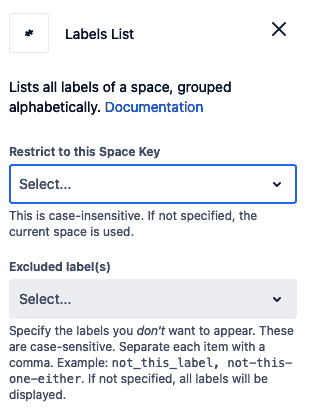 Labels List
Lists all labels of a space, grouped
alphabetically. Documentation
Restrict to this Space Key
Select...
This is case-insensitive. If not specified, the
current space is used.
Excluded label(s)
Select...
Specify the labels you don't want to appear. These
are case-sensitive. Separate each item with a
comma. Example: not_this_label, not-this-
one-either. If not specified, all labels will be
displayed.